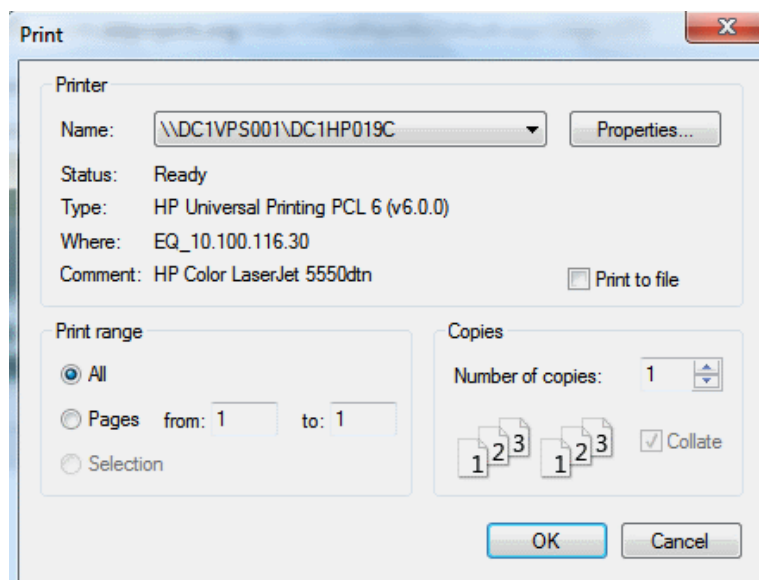 Print
Printer
Name: \\DC1VPS001\DC1HP019C Properties...
Status: Ready
Type: HP Universal Printing PCL 6 (v6.0.0)
Where: EQ_10.100.116.30
Comment: HP Color LaserJet 5550dtn Print to file
Print range Copies
All Number of copies: 1
Pages from: 1 to: 1
1 2 3 1 2 3 Collate
Selection
OK Cancel